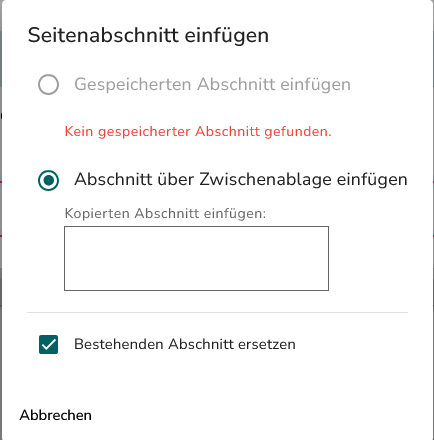 Seitenabschnitt einfügen
Gespeicherten Abschnitt einfügen
Kein gespeicherter Abschnitt gefunden.
Abschnitt über Zwischenablage einfügen
Kopierten Abschnitt einfügen:
Bestehenden Abschnitt ersetzen
Abbrechen